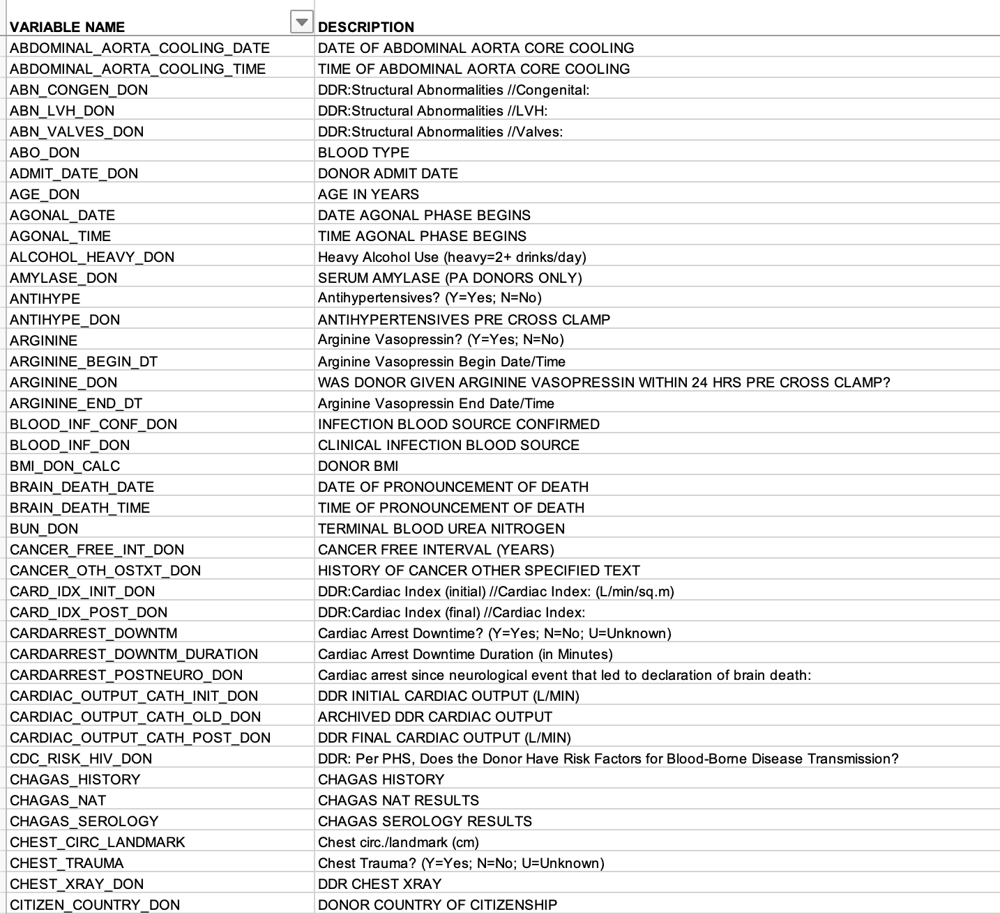 VARIABLE NAME DESCRIPTION
ABDOMINAL_AORTA_COOLING_DATE DATE OF ABDOMINAL AORTA CORE COOLING
ABDOMINAL_AORTA_COOLING_TIME TIME OF ABDOMINAL AORTA CORE COOLING
ABN_CONGEN_DON DDR:Structural Abnormalities //Congenital:
ABN_LVH_DON DDR:Structural Abnormalities //LVH:
ABN_VALVES_DON DDR:Structural Abnormalities //Valves:
ABO_DON BLOOD TYPE
ADMIT_DATE_DON DONOR ADMIT DATE
AGE_DON AGE IN YEARS
AGONAL_DATE DATE AGONAL PHASE BEGINS
AGONAL_TIME TIME AGONAL PHASE BEGINS
ALCOHOL_HEAVY_DON Heavy Alcohol Use (heavy=2+ drinks/day)
AMYLASE_DON SERUM AMYLASE (PA DONORS ONLY)
ANTIHYPE Antihypertensives? (Y=Yes; N=No)
ANTIHYPE_DON ANTIHYPERTENSIVES PRE CROSS CLAMP
ARGININE Arginine Vasopressin? (Y=Yes; N=No)
ARGININE_BEGIN_DT Arginine Vasopressin Begin Date/Time
ARGININE_DON WAS DONOR GIVEN ARGININE VASOPRESSIN WITHIN 24 HRS PRE CROSS CLAMP?
ARGININE_END_DT Arginine Vasopressin End Date/Time
BLOOD_INF_CONF_DON INFECTION BLOOD SOURCE CONFIRMED
BLOOD_INF_DON CLINICAL INFECTION BLOOD SOURCE
BMI_DON_CALC DONOR BMI
BRAIN_DEATH_DATE DATE OF PRONOUNCEMENT OF DEATH
BRAIN_DEATH_TIME TIME OF PRONOUNCEMENT OF DEATH
BUN_DON TERMINAL BLOOD UREA NITROGEN
CANCER_FREE_INT_DON CANCER FREE INTERVAL (YEARS)
CANCER_OTH_OSTXT_DON HISTORY OF CANCER OTHER SPECIFIED TEXT
CARD_IDX_INIT_DON DDR:Cardiac Index (initial) //Cardiac Index: (L/min/sq.m)
CARD_IDX_POST_DON DDR:Cardiac Index (final) //Cardiac Index:
CARDARREST_DOWNTM Cardiac Arrest Downtime? (Y=Yes; N=No; U=Unknown)
CARDARREST_DOWNTM_DURATION Cardiac Arrest Downtime Duration (in Minutes)
CARDARREST_POSTNEURO_DON Cardiac arrest since neurological event that led to declaration of brain death:
CARDIAC_OUTPUT_CATH_INIT_DON DDR INITIAL CARDIAC OUTPUT (L/MIN)
CARDIAC_OUTPUT_CATH_OLD_DON ARCHIVED DDR CARDIAC OUTPUT
CARDIAC_OUTPUT_CATH_POST_DON DDR FINAL CARDIAC OUTPUT (L/MIN)
CDC_RISK_HIV_DON DDR: Per PHS, Does the Donor Have Risk Factors for Blood-Borne Disease Transmission?
CHAGAS_HISTORY CHAGAS HISTORY
CHAGAS_NAT CHAGAS NAT RESULTS
CHAGAS_SEROLOGY CHAGAS SEROLOGY RESULTS
CHEST_CIRC_LANDMARK Chest circ./landmark (cm)
CHEST_TRAUMA Chest Trauma? (Y=Yes; N=No; U=Unknown)
CHEST_XRAY_DON DDR CHEST XRAY
CITIZEN_COUNTRY_DON DONOR COUNTRY OF CITIZENSHIP